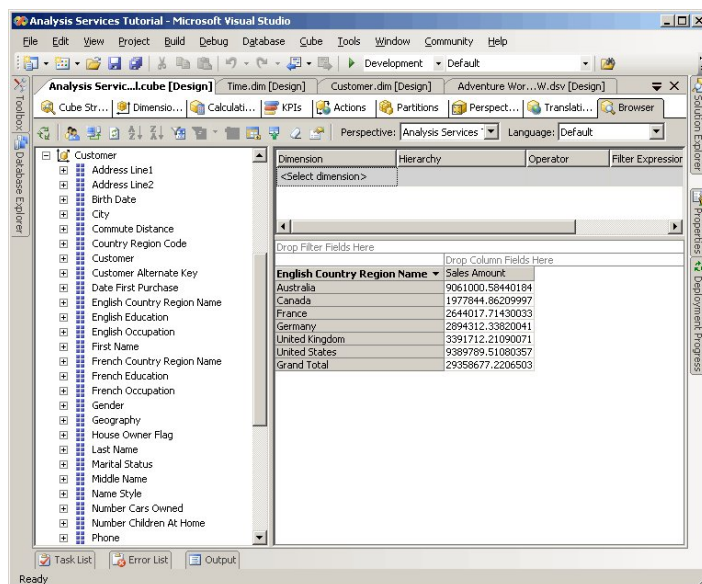 Analysis Services Tutorial - Microsoft Visual Studio
File Edit View Project Build Debug Database Cube Tools Window Community Help
Development Default
Analysis Servic...l.cube [Design] Time.dim [Design] Customer.dim [Design] Adventure Wor...W.dsv [Design]
Cube Str... Dimensio... Calculati... KPIs Actions Partitions Perspect... Translati... Browser
Perspective: Analysis Services Language: Default
Toolbox
Database Explorer
Customer
Address Line1
Address Line2
Birth Date
City
Commute Distance
Country Region Code
Customer
Customer Alternate Key
Date First Purchase
English Country Region Name
English Education
English Occupation
First Name
French Country Region Name
French Education
French Occupation
Gender
Geography
House Owner Flag
Last Name
Marital Status
Middle Name
Name Style
Number Cars Owned
Number Children At Home
Phone
Dimension Hierarchy Operator Filter Expression
<Select dimension>
Drop Filter Fields Here
Drop Column Fields Here
English Country Region Name Sales Amount
Australia 9061000.58440184
Canada 1977844.86209997
France 2644017.71430033
Germany 2894312.33820041
United Kingdom 3391712.21090071
United States 9389789.51080357
Grand Total 29358677.2206503
Solution Explorer
Properties
Deployment Progress
Task List Error List Output
Ready